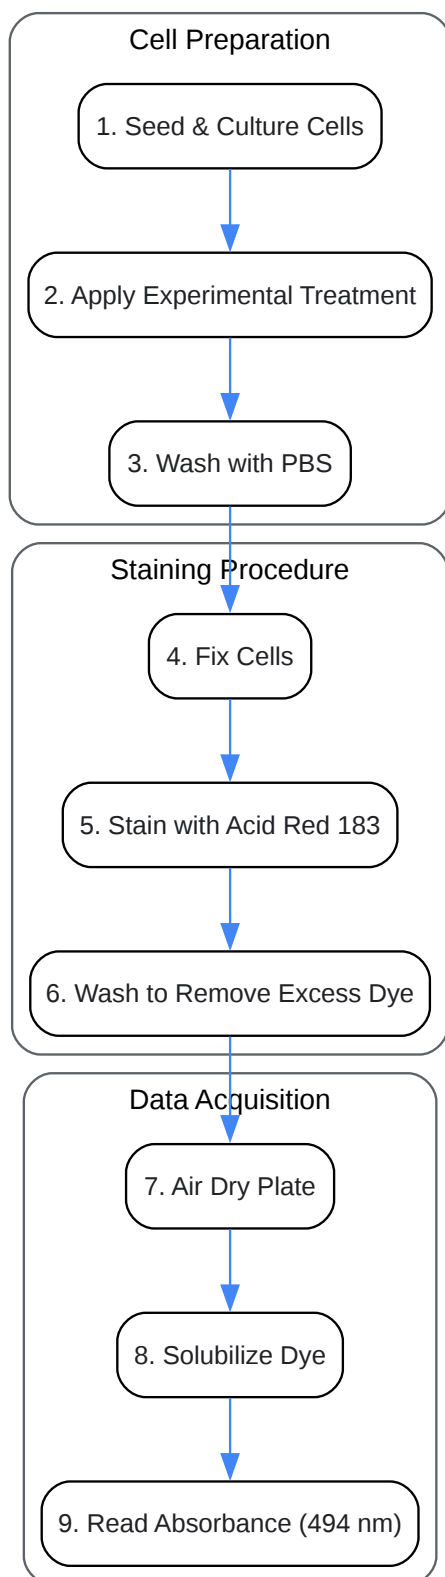 Cell Preparation
1. Seed & Culture Cells
2. Apply Experimental Treatment
3. Wash with PBS
Staining Procedure
4. Fix Cells
5. Stain with Acid Red 183
6. Wash to Remove Excess Dye
Data Acquisition
7. Air Dry Plate
8. Solubilize Dye
9. Read Absorbance (494 nm)